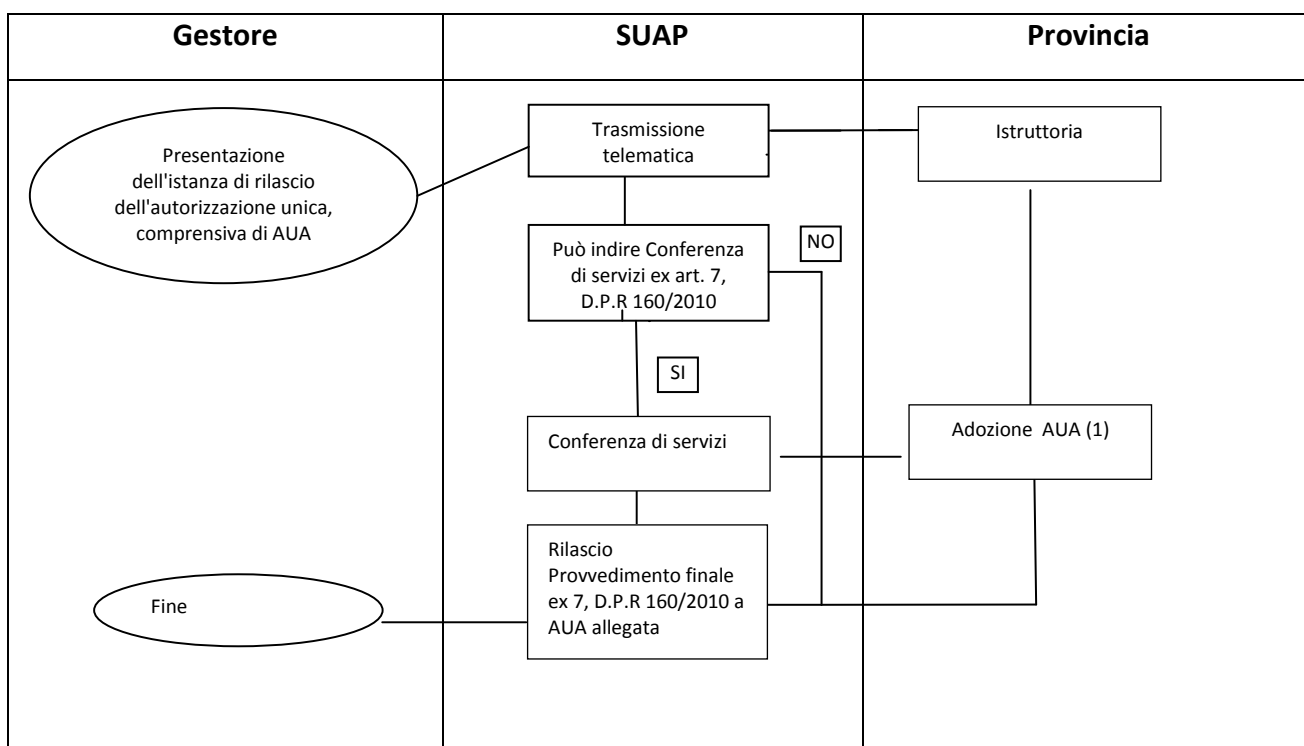 Gestore
SUAP
Provincia
Presentazione
dell'istanza di rilascio
dell'autorizzazione unica,
comprensiva di AUA
Trasmissione
telematica
Istruttoria
Può indire Conferenza
di servizi ex art. 7,
D.P.R 160/2010
NO
SI
Conferenza di servizi
Adozione AUA (1)
Rilascio
Provvedimento finale
ex 7, D.P.R 160/2010 a
AUA allegata
Fine